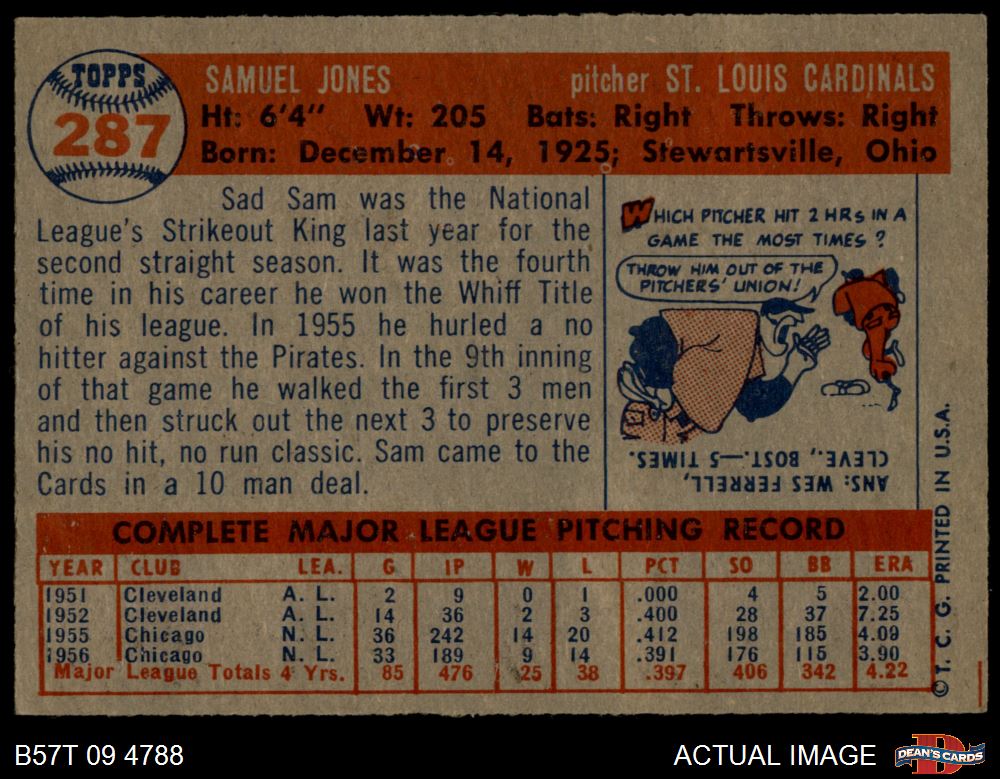 TOPPS
287
SAMUEL JONES pitcher ST. LOUIS CARDINALS
Ht: 6'4" Wt: 205 Bats: Right Throws: Right
Born: December 14, 1925; Stewartsville, Ohio
Sad Sam was the National
League's Strikeout King last year for the
second straight season. It was the fourth
time in his career he won the Whiff Title
of his league. In 1955 he hurled a no
hitter against the Pirates. In the 9th inning
of that game he walked the first 3 men
and then struck out the next 3 to preserve
his no hit, no run classic. Sam came to the
Cards in a 10 man deal.
WHICH PITCHER HIT 2 HRS IN A
GAME THE MOST TIMES ?
THROW HIM OUT OF THE
PITCHERS' UNION!
ANS: WES FERRELL,
CLEVE., BOST.—5 TIMES.
COMPLETE MAJOR LEAGUE PITCHING RECORD
YEAR CLUB LEA. G IP W L PCT SO BB ERA
1951 Cleveland A. L. 2 9 0 1 .000 4 5 2.00
1952 Cleveland A. L. 14 36 2 3 .400 28 37 7.25
1955 Chicago N. L. 36 242 14 20 .412 198 185 4.09
1956 Chicago N. L. 33 189 9 14 .391 176 115 3.90
Major League Totals 4 Yrs. 85 476 25 38 .397 406 342 4.22
©T. C. G. PRINTED IN U.S.A.
B57T 09 4788 ACTUAL IMAGE
DEAN'S CARDS